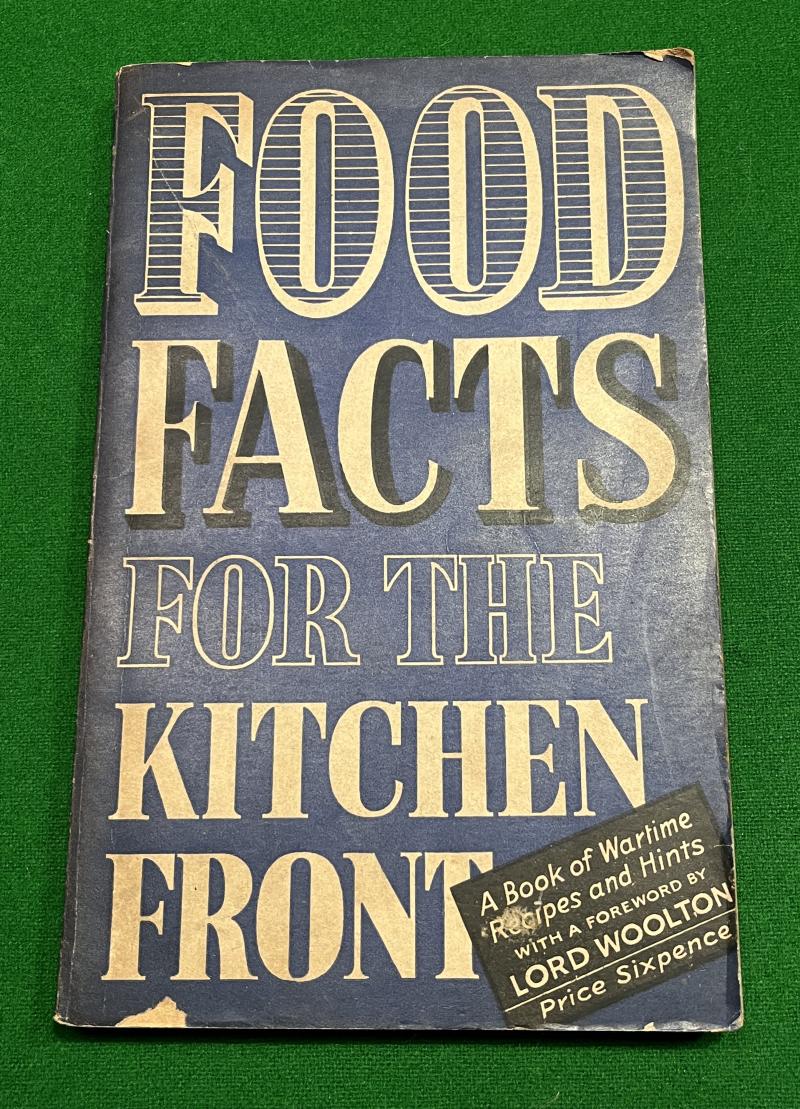 FOOD
FACTS
FOR THE
KITCHEN
FRONT
A Book of Wartime
Recipes and Hints
WITH A FOREWORD BY
LORD WOOLTON
Price Sixpence